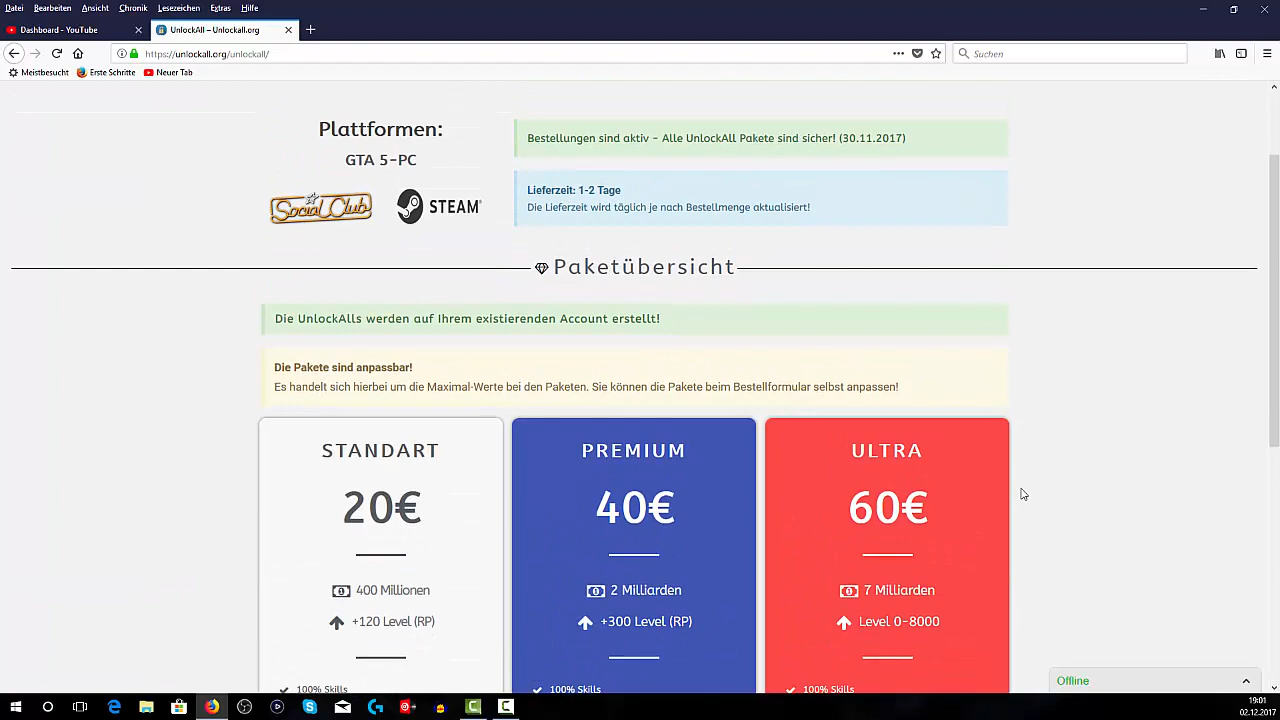 Datei Bearbeiten Ansicht Chronik Lesezeichen Extras Hilfe
Dashboard - YouTube
UnlockAll – Unlockall.org
https://unlockall.org/unlockall/
Suchen
Meistbesucht Erste Schritte Neuer Tab
Plattformen:
GTA 5-PC
Social Club STEAM
Bestellungen sind aktiv - Alle UnlockAll Pakete sind sicher! (30.11.2017)
Lieferzeit: 1-2 Tage
Die Lieferzeit wird täglich je nach Bestellmenge aktualisiert!
Paketübersicht
Die UnlockAlls werden auf Ihrem existierenden Account erstellt!
Die Pakete sind anpassbar!
Es handelt sich hierbei um die Maximal-Werte bei den Paketen. Sie können die Pakete beim Bestellformular selbst anpassen!
STANDART
20€
400 Millionen
+120 Level (RP)
100% Skills
PREMIUM
40€
2 Milliarden
+300 Level (RP)
100% Skills
ULTRA
60€
7 Milliarden
Level 0-8000
100% Skills
Offline
19:01
02.12.2017